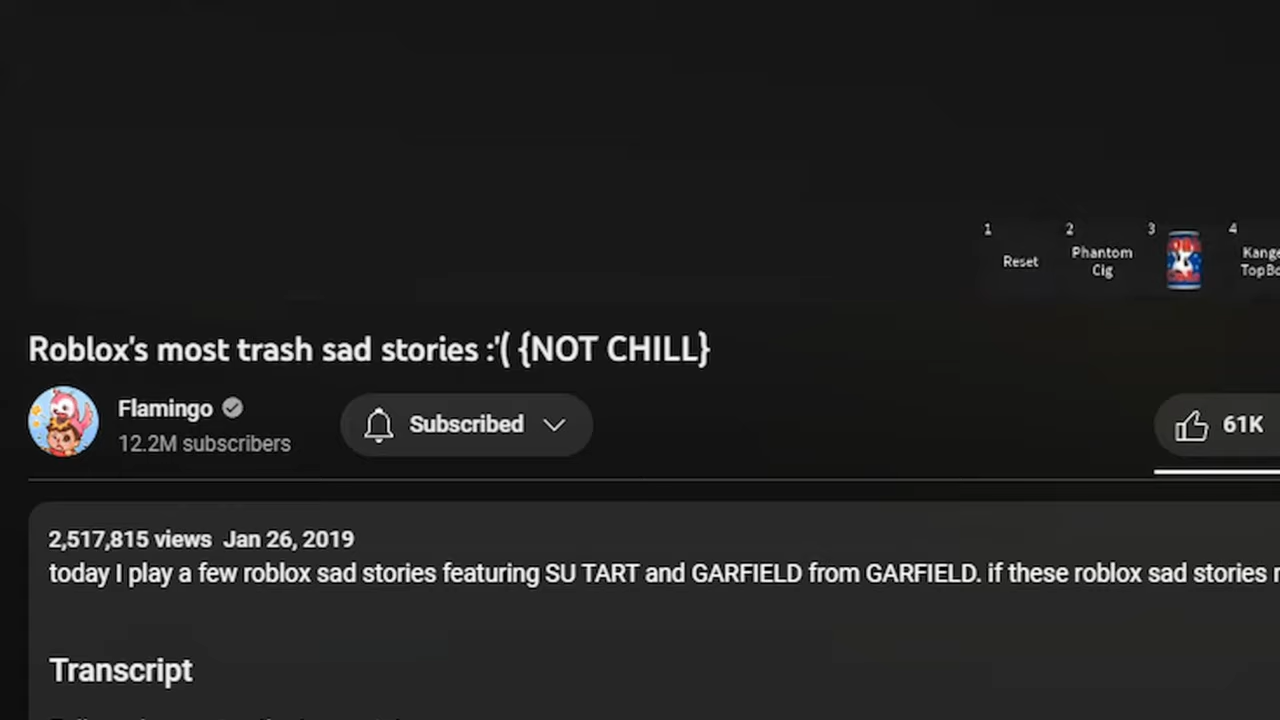 1 2 3 4
Reset Phantom Cig Kange TopBo
Roblox's most trash sad stories :'( {NOT CHILL}
Flamingo
12.2M subscribers
Subscribed
61K
2,517,815 views Jan 26, 2019
today I play a few roblox sad stories featuring SU TART and GARFIELD from GARFIELD. if these roblox sad stories
Transcript